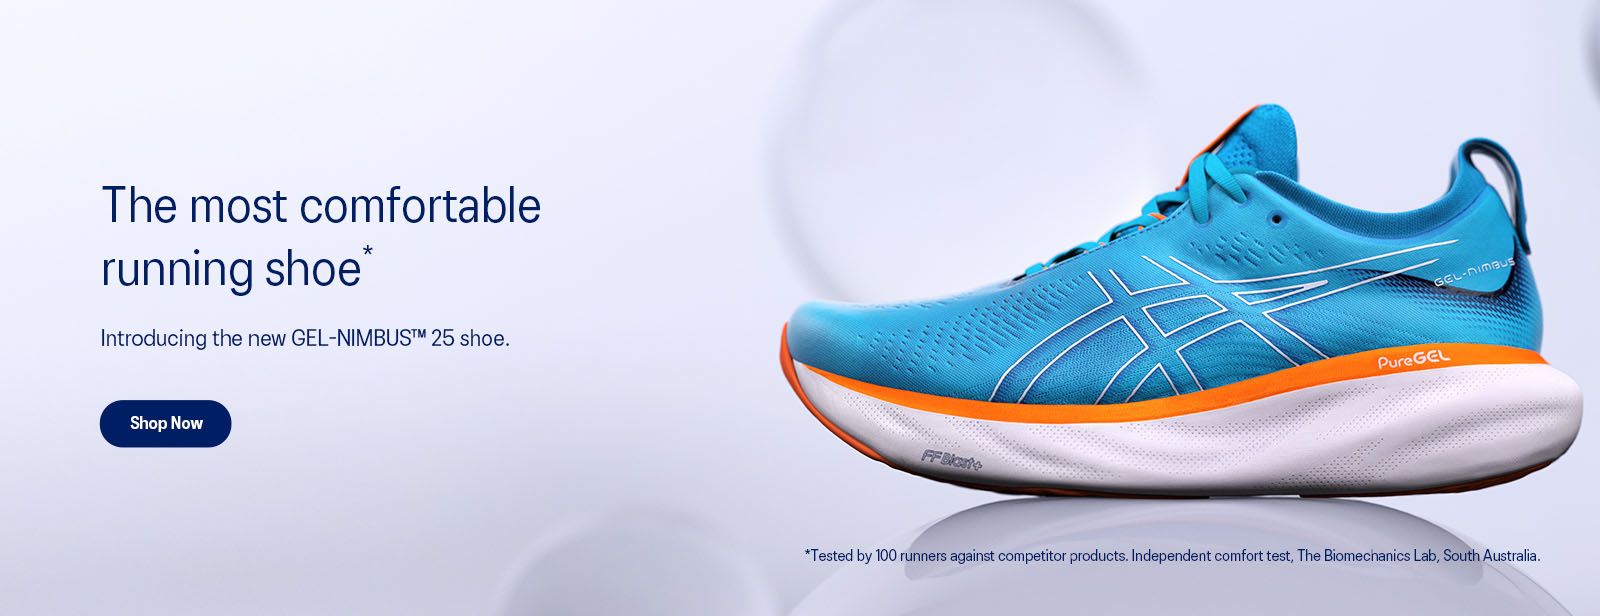 The most comfortable
running shoe*
Introducing the new GEL-NIMBUS™ 25 shoe.
Shop Now
GEL-NIMBUS
PureGEL
FF Blast+
*Tested by 100 runners against competitor products. Independent comfort test, The Biomechanics Lab, South Australia.